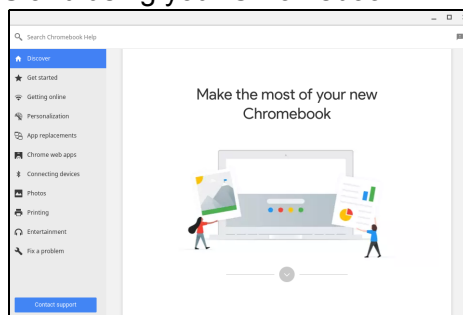 Search Chromebook Help
Discover
Get started
Getting online
Personalization
App replacements
Chrome web apps
Connecting devices
Photos
Printing
Entertainment
Fix a problem
Contact support
Make the most of your new
Chromebook